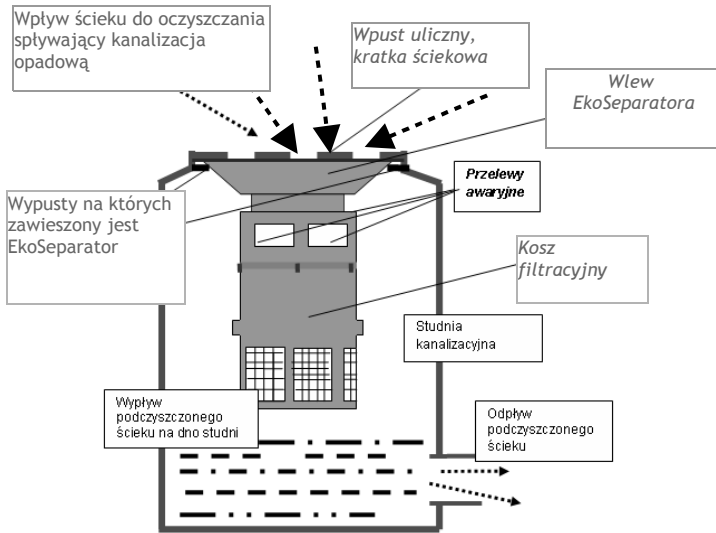 Wpływ ścieku do oczyszczania
spływający kanalizacja
opadową
Wpust uliczny,
kratka ściekowa
Wlew
EkoSeparatora
Przelewy
awaryjne
Wypusty na których
zawieszony jest
EkoSeparator
Kosz
filtracyjny
Studnia
kanalizacyjna
Wypływ
podczyszczonego
ścieku na dno studni
Odpływ
podczyszczonego
ścieku